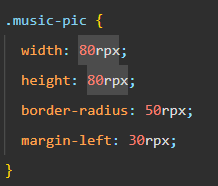 .music-pic {
width: 80rpx;
height: 80rpx;
border-radius: 50rpx;
margin-left: 30rpx;
}